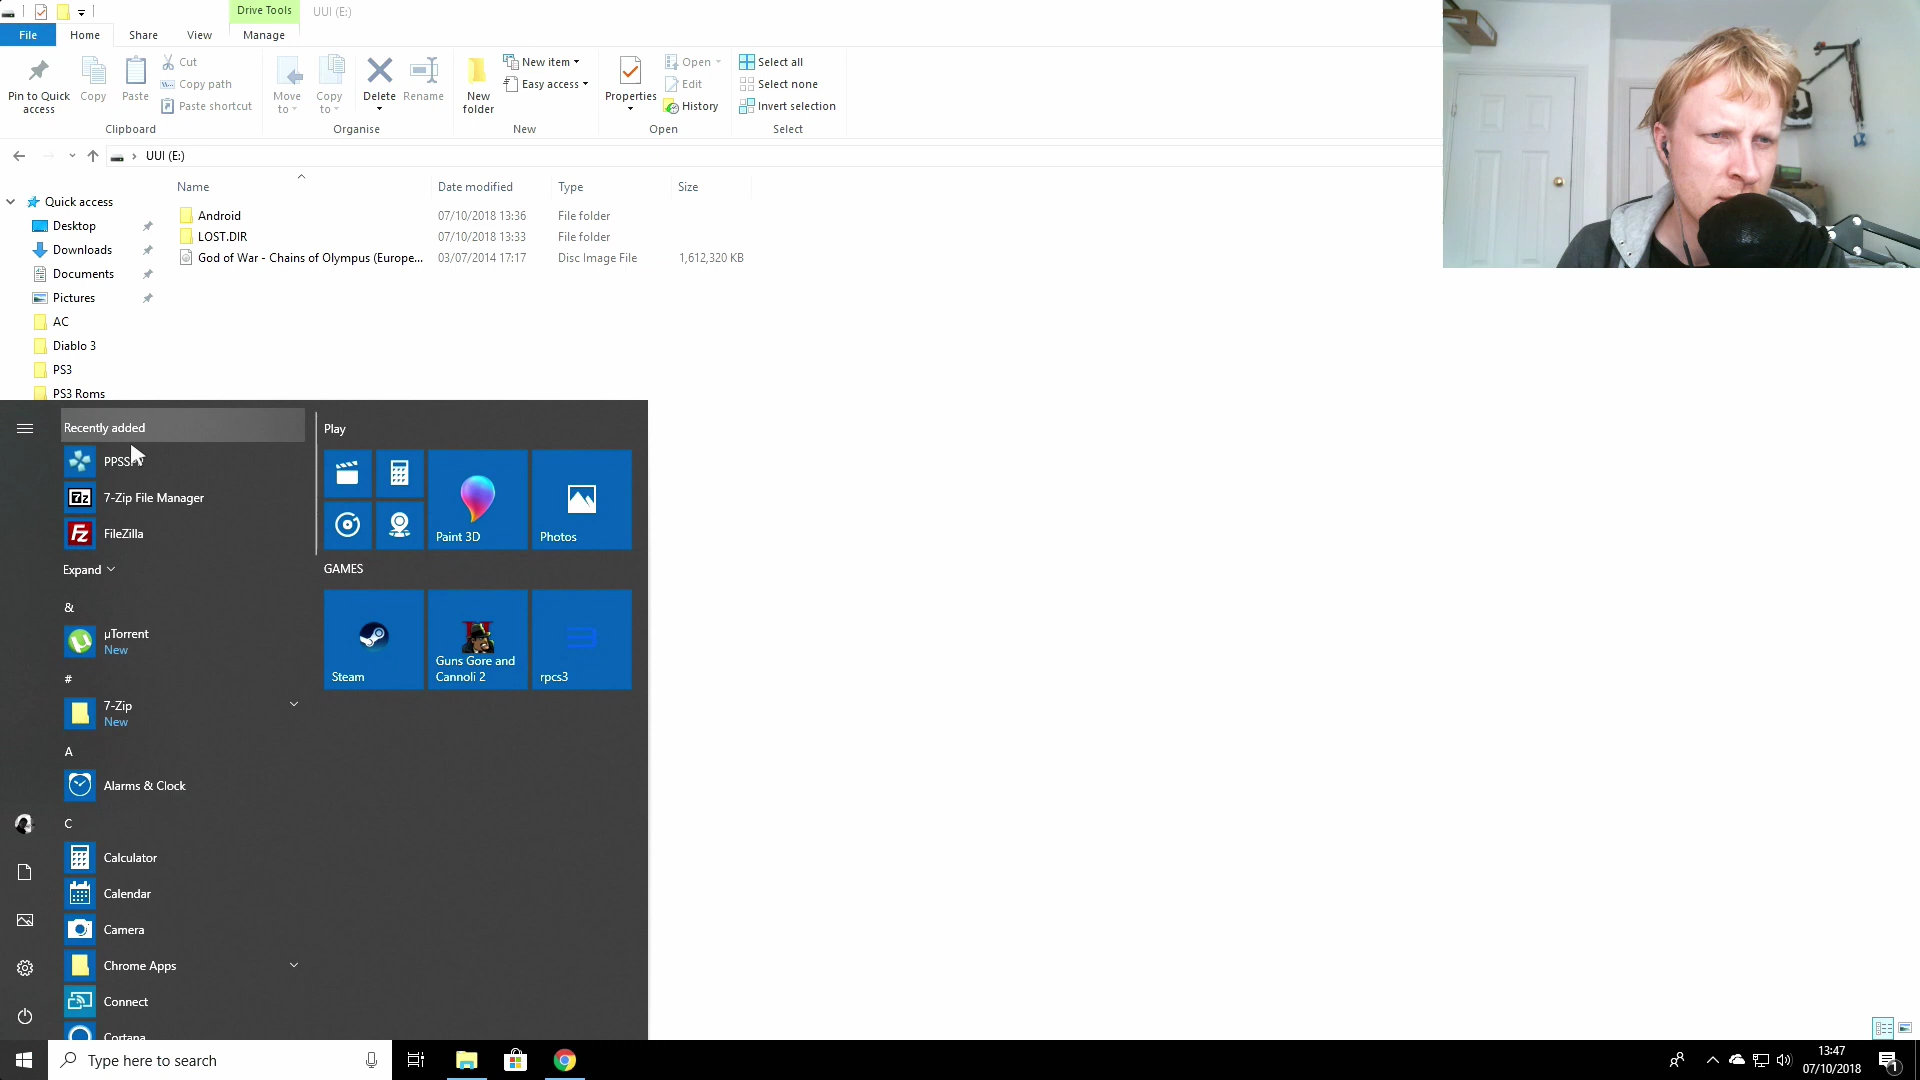 Drive Tools
UUI (E:)
File
Home
Share
View
Manage
Pin to Quick access
Copy
Paste
Cut
Copy path
Paste shortcut
Clipboard
Move to
Copy to
Delete
Rename
Organise
New folder
New item
Easy access
New
Properties
Open
Edit
History
Open
Select all
Select none
Invert selection
Select
UUI (E:)
Name
Date modified
Type
Size
Quick access
Desktop
Downloads
Documents
Pictures
AC
Diablo 3
PS3
PS3 Roms
Android 07/10/2018 13:36 File folder
LOST.DIR 07/10/2018 13:33 File folder
God of War - Chains of Olympus (Europe... 03/07/2014 17:17 Disc Image File 1,612,320 KB
Recently added
7-Zip File Manager
FileZilla
Expand
&
µTorrent
New
#
7-Zip
New
A
Alarms & Clock
C
Calculator
Calendar
Camera
Chrome Apps
Connect
Cortana
Play
Paint 3D
Photos
GAMES
Steam
Guns Gore and
Cannoli 2
rpcs3
Type here to search
13:47
07/10/2018
1